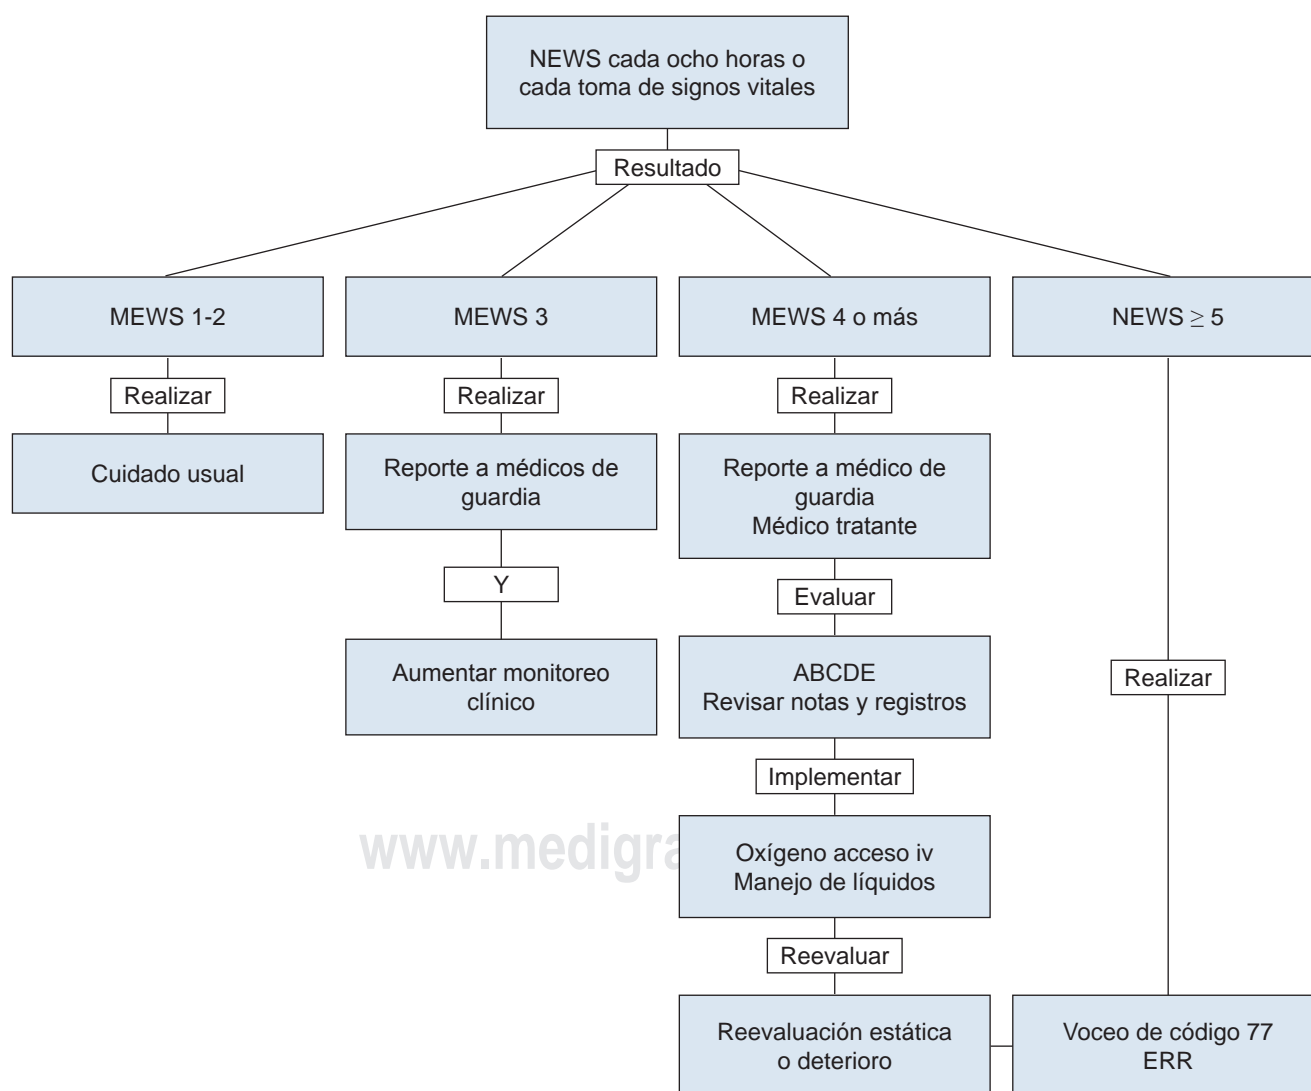 NEWS cada ocho horas o
cada toma de signos vitales
Resultado
MEWS 1-2
MEWS 3
MEWS 4 o más
NEWS ≥ 5
Realizar
Realizar
Realizar
Cuidado usual
Reporte a médicos de
guardia
Reporte a médico de
guardia
Médico tratante
Y
Evaluar
Aumentar monitoreo
clínico
ABCDE
Revisar notas y registros
Realizar
Implementar
www.medigra
Oxígeno acceso iv
Manejo de líquidos
Reevaluar
Reevaluación estática
o deterioro
Voceo de código 77
ERR